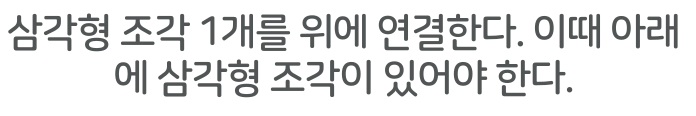 삼각형 조각 1개를 위에 연결한다. 이때 아래
에 삼각형 조각이 있어야 한다.